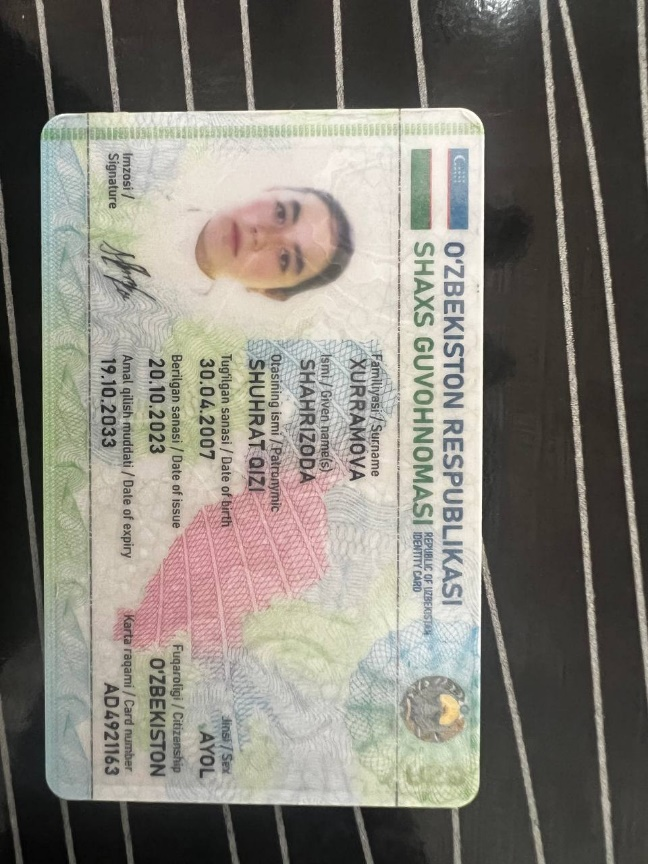 O‘ZBEKISTON RESPUBLIKASI
SHAXS GUVOHNOMASI
REPUBLIC OF UZBEKISTAN
IDENTITY CARD
Familiyasi / Surname
XURRAMOVA
Ismi / Given name(s)
SHAHRIZODA
Otasining ismi / Patronymic
SHUHRAT QIZI
Tug‘ilgan sanasi / Date of birth
30.04.2007
Jinsi / Sex
AYOL
Berilgan sanasi / Date of issue
20.10.2023
Fuqaroligi / Citizenship
O‘ZBEKISTON
Amal qilish muddati / Date of expiry
19.10.2033
Karta raqami / Card number
AD4921163
Imzosi /
Signature